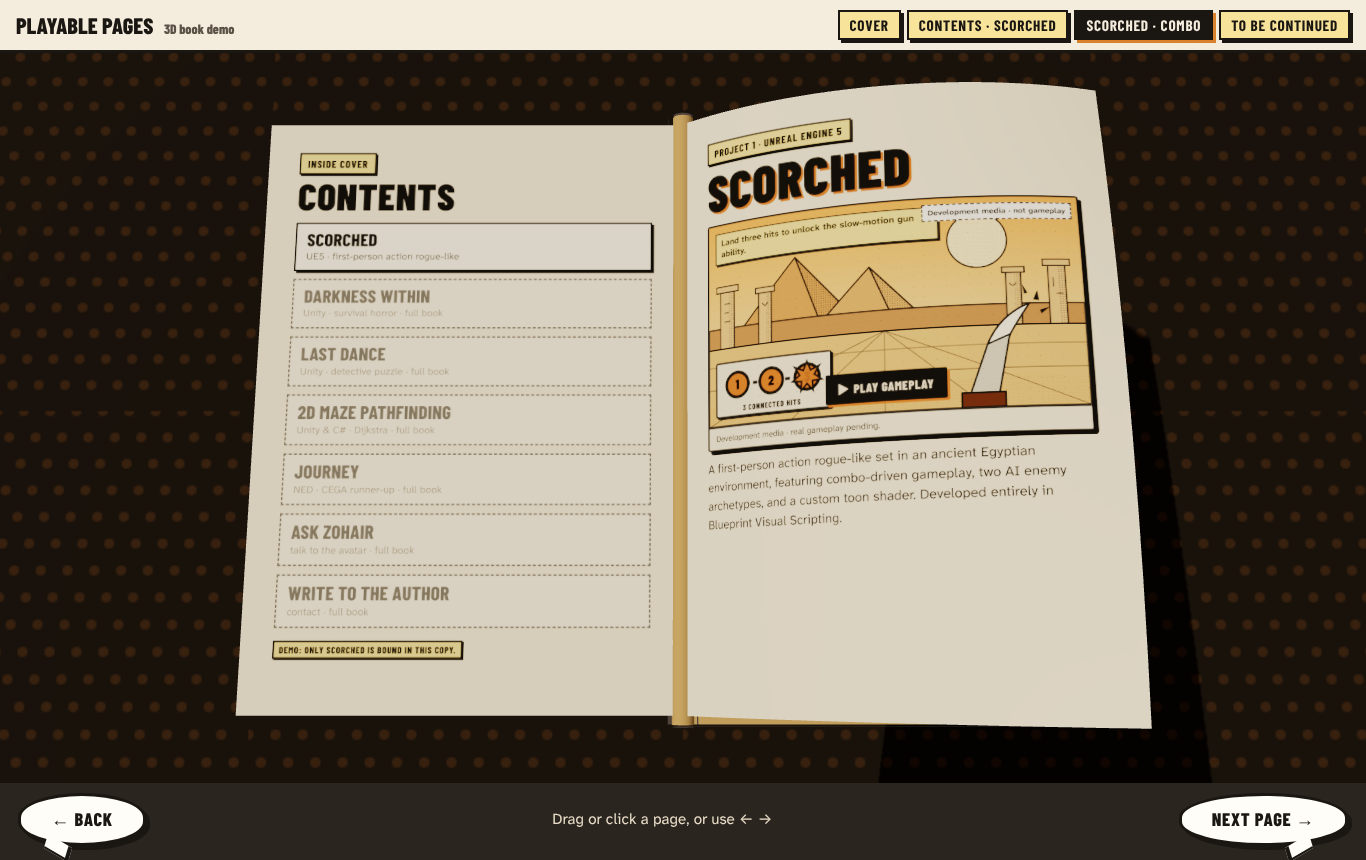 PLAYABLE PAGES 3D book demo
COVER
CONTENTS · SCORCHED
SCORCHED · COMBO
TO BE CONTINUED
INSIDE COVER
CONTENTS
SCORCHED
UE5 · first-person action rogue-like
DARKNESS WITHIN
Unity · survival horror · full book
LAST DANCE
Unity · detective puzzle · full book
2D MAZE PATHFINDING
Unity & C# · Dijkstra · full book
JOURNEY
NED · CEGA runner-up · full book
ASK ZOHAIR
talk to the avatar · full book
WRITE TO THE AUTHOR
contact · full book
DEMO: ONLY SCORCHED IS BOUND IN THIS COPY.
PROJECT 1 · UNREAL ENGINE 5
SCORCHED
Land three hits to unlock the slow-motion gun
ability.
Development media · not gameplay
1 - 2 - 3
3 CONNECTED HITS
▶ PLAY GAMEPLAY
Development media · real gameplay pending.
A first-person action rogue-like set in an ancient Egyptian
environment, featuring combo-driven gameplay, two AI enemy
archetypes, and a custom toon shader. Developed entirely in
Blueprint Visual Scripting.
← BACK
Drag or click a page, or use ← →
NEXT PAGE →